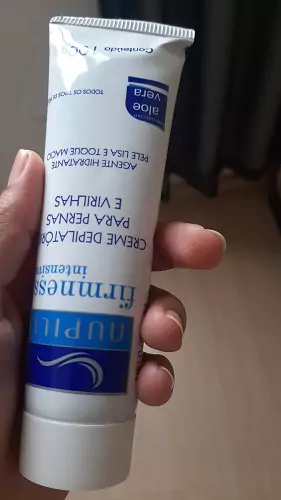 NUPILL
firmness
intensive
CREME DEPILATÓRIO
PARA PERNAS
E VIRILHAS
AGENTE HIDRATANTE
PELE LISA E TOQUE MACIO
aloe
vera
TODOS OS TIPOS DE
Conteúdo